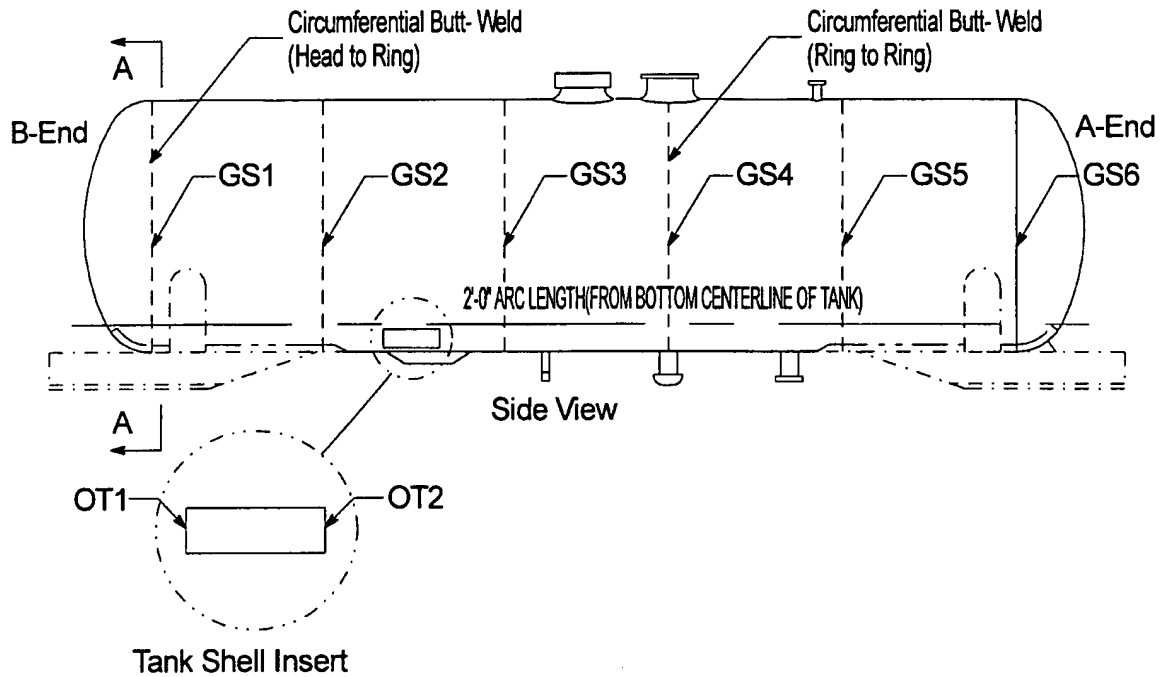 Circumferential Butt- Weld
(Head to Ring)
Circumferential Butt- Weld
(Ring to Ring)
A
B-End
A-End
GS1
GS2
GS3
GS4
GS5
GS6
2'-0" ARC LENGTH(FROM BOTTOM CENTERLINE OF TANK)
A
Side View
OT1
OT2
Tank Shell Insert